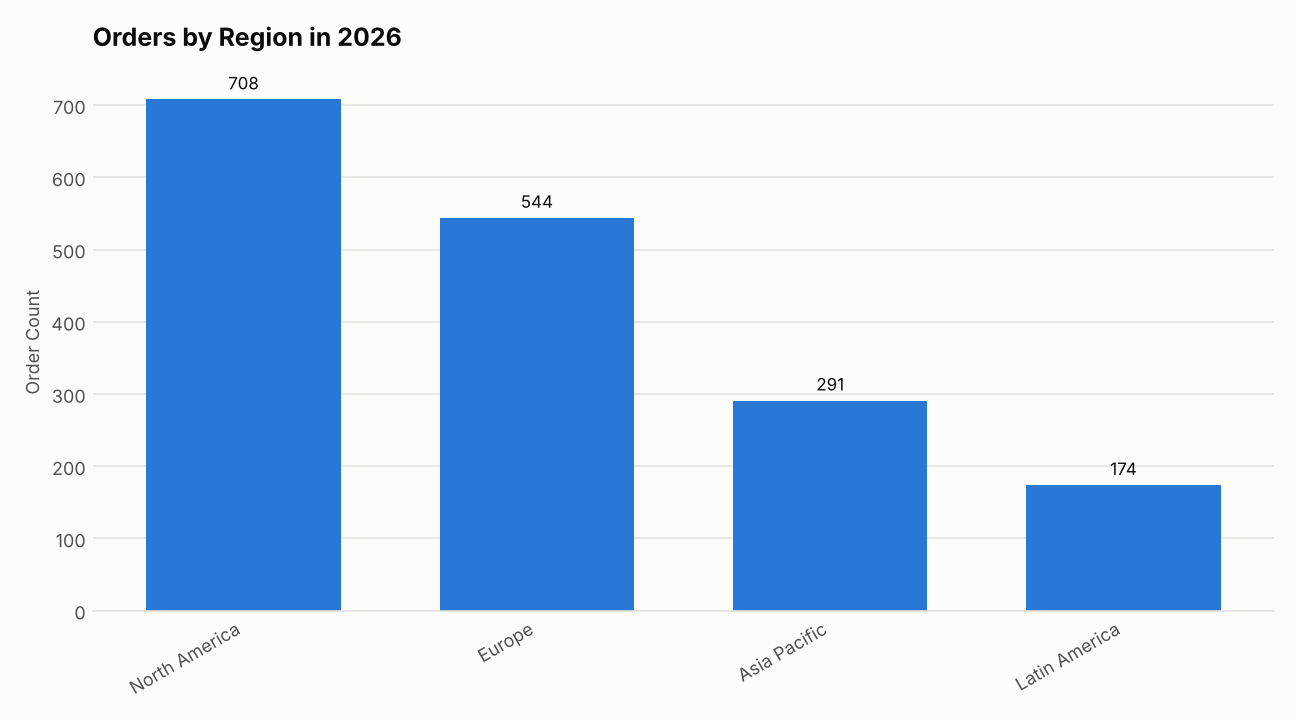 Orders by Region in 2026
708
544
291
174
700
600
500
400
300
200
100
0
Order Count
North America
Europe
Asia Pacific
Latin America